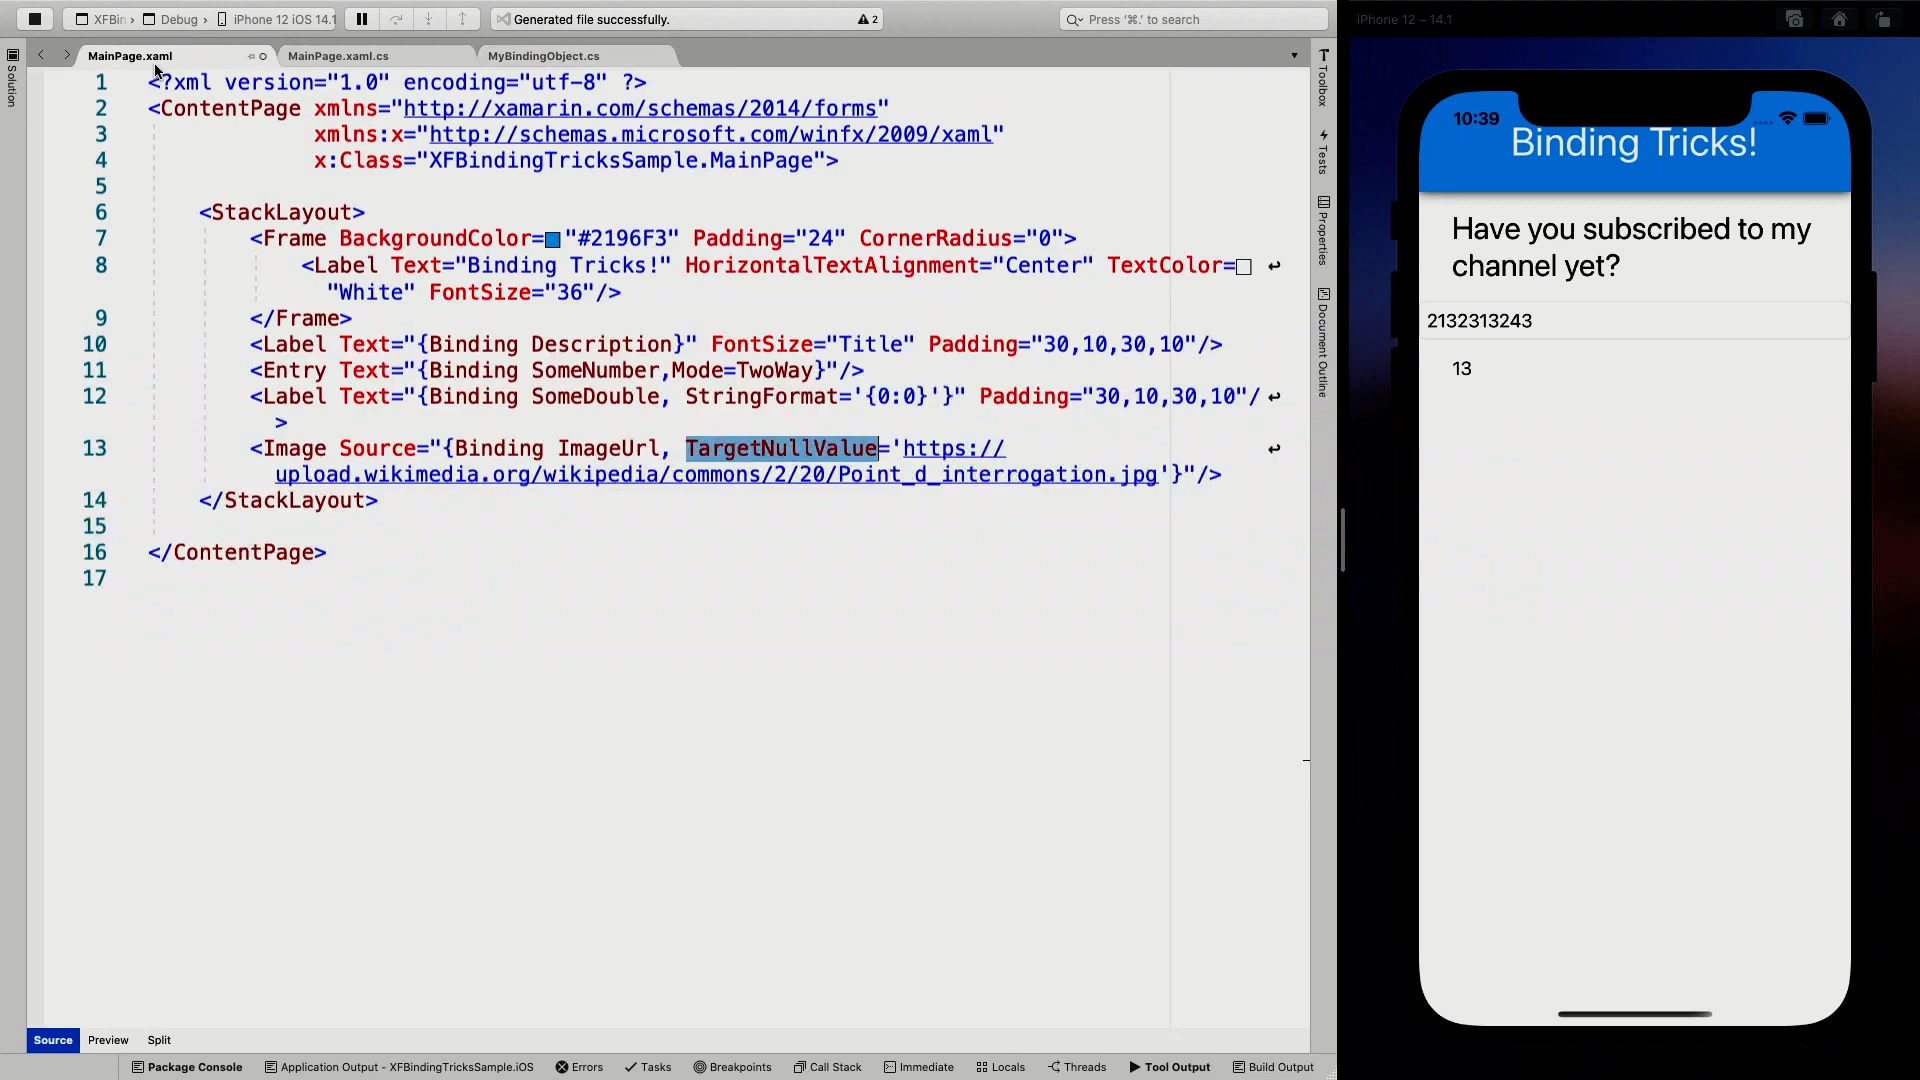 XFBin › Debug › iPhone 12 iOS 14.1
Generated file successfully.
2
Press '⌘.' to search
iPhone 12 – 14.1
MainPage.xaml
MainPage.xaml.cs
MyBindingObject.cs
Solution
1 <?xml version="1.0" encoding="utf-8" ?>
2 <ContentPage xmlns="http://xamarin.com/schemas/2014/forms"
3 xmlns:x="http://schemas.microsoft.com/winfx/2009/xaml"
4 x:Class="XFBindingTricksSample.MainPage">
5
6 <StackLayout>
7 <Frame BackgroundColor="#2196F3" Padding="24" CornerRadius="0">
8 <Label Text="Binding Tricks!" HorizontalTextAlignment="Center" TextColor=
"White" FontSize="36"/>
9 </Frame>
10 <Label Text="{Binding Description}" FontSize="Title" Padding="30,10,30,10"/>
11 <Entry Text="{Binding SomeNumber,Mode=TwoWay}"/>
12 <Label Text="{Binding SomeDouble, StringFormat='{0:0}'}" Padding="30,10,30,10"/
>
13 <Image Source="{Binding ImageUrl, TargetNullValue='https://
upload.wikimedia.org/wikipedia/commons/2/20/Point_d_interrogation.jpg'}"/>
14 </StackLayout>
15
16 </ContentPage>
17
Toolbox
Tests
Properties
Document Outline
10:39
Binding Tricks!
Have you subscribed to my
channel yet?
2132313243
13
Source
Preview
Split
Package Console
Application Output - XFBindingTricksSample.iOS
Errors
Tasks
Breakpoints
Call Stack
Immediate
Locals
Threads
Tool Output
Build Output